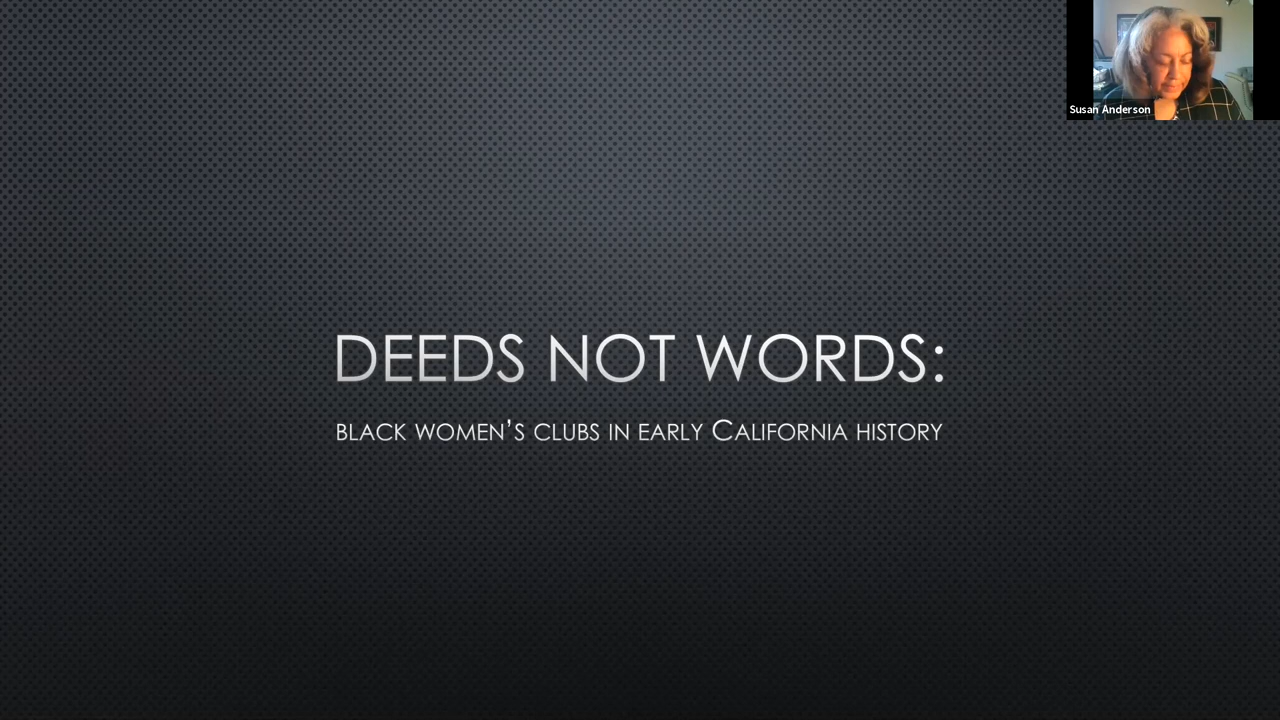 Susan Anderson
DEEDS NOT WORDS:
BLACK WOMEN’S CLUBS IN EARLY CALIFORNIA HISTORY